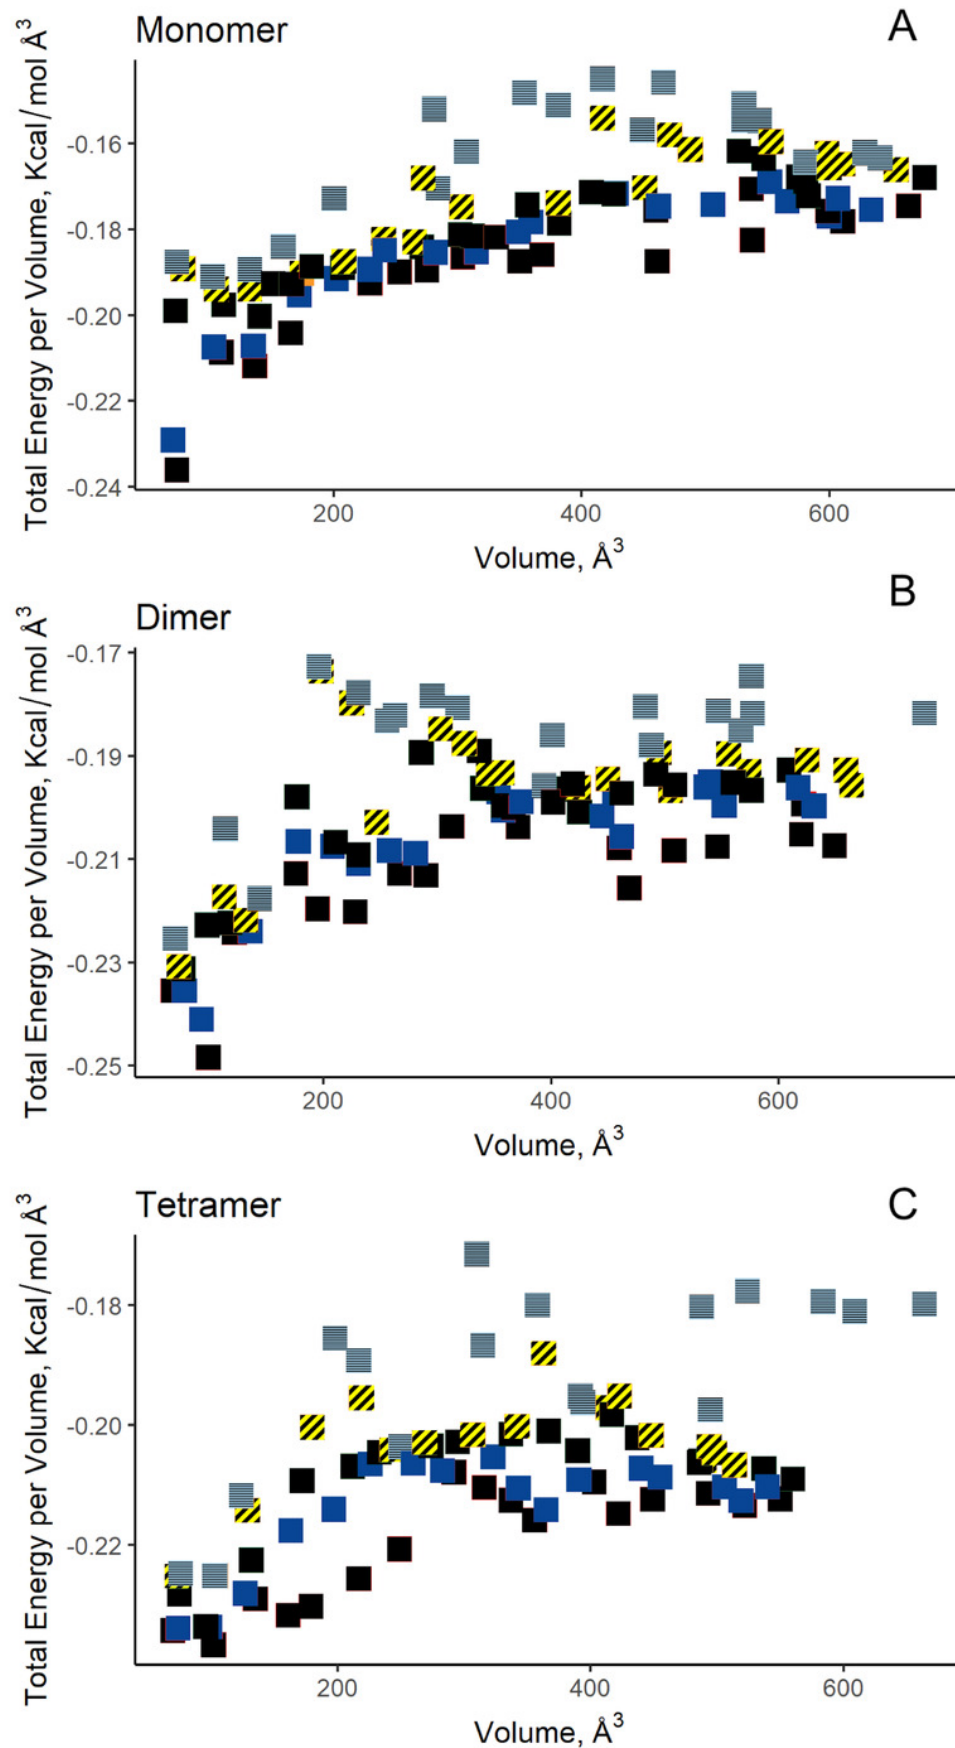 Monomer
A
Total Energy per Volume, Kcal/mol Å³
-0.16
-0.18
-0.20
-0.22
-0.24
200 400 600
Volume, Å³
Dimer
B
Total Energy per Volume, Kcal/mol Å³
-0.17
-0.19
-0.21
-0.23
-0.25
200 400 600
Volume, Å³
Tetramer
C
Total Energy per Volume, Kcal/mol Å³
-0.18
-0.20
-0.22
200 400 600
Volume, Å³